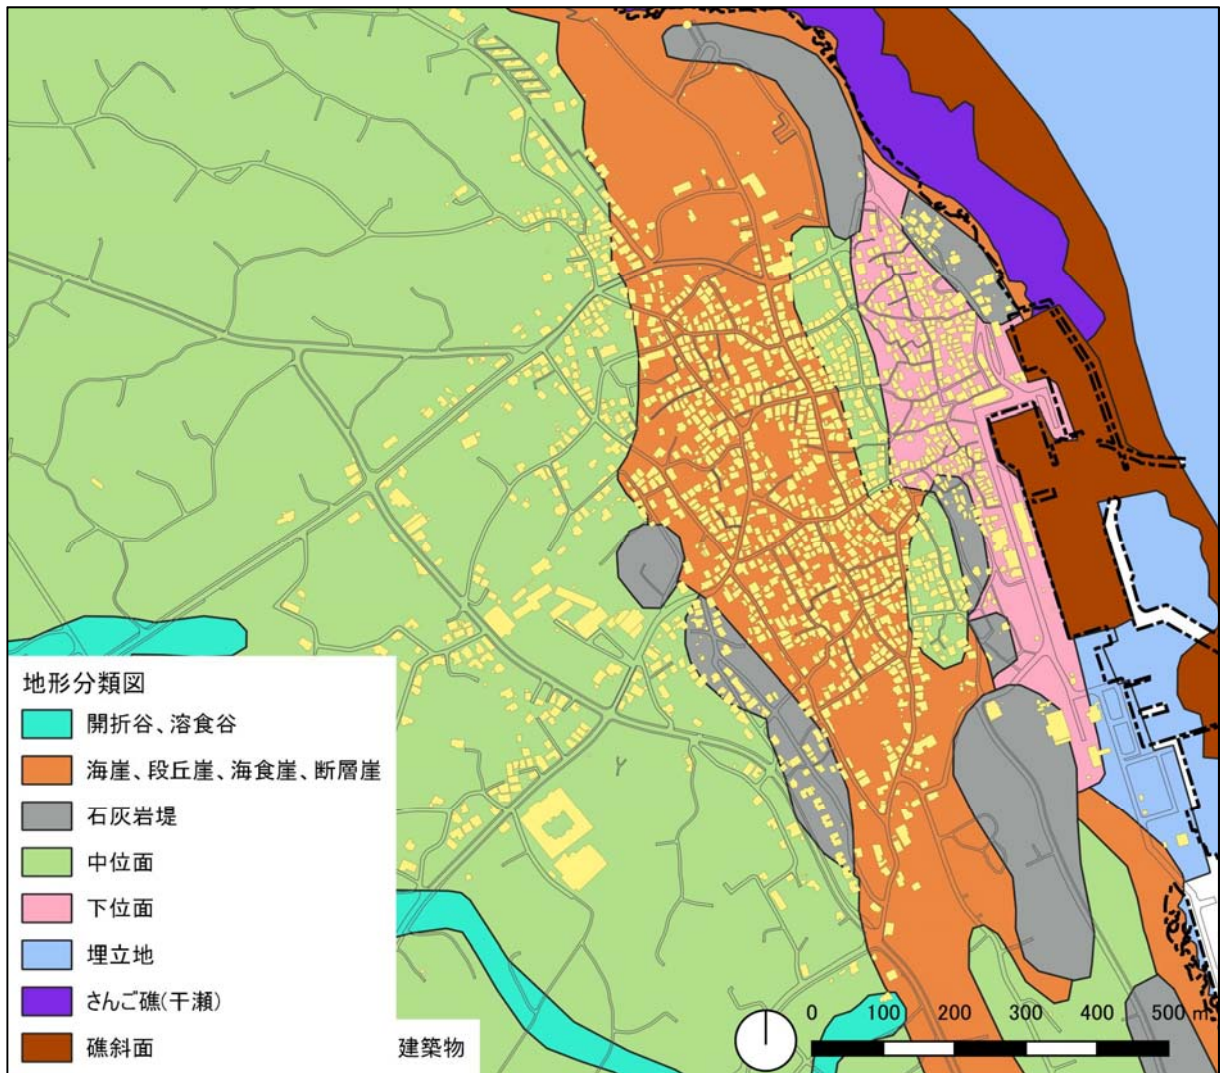 地形分類図
開折谷、溶食谷
海崖、段丘崖、海食崖、断層崖
石灰岩堤
中位面
下位面
埋立地
さんご礁(干瀬)
礁斜面
建築物
0 100 200 300 400 500 m